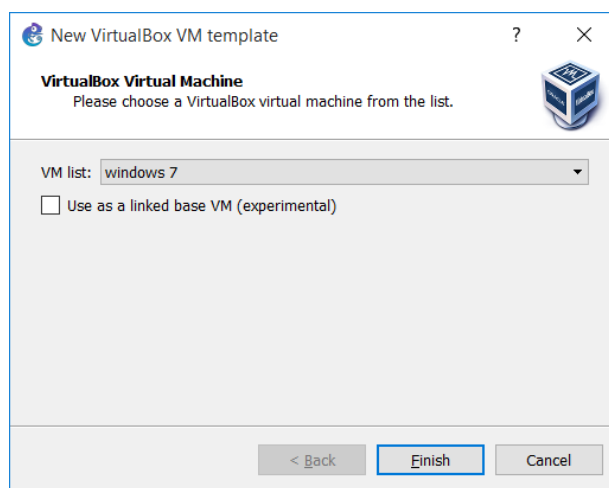 New VirtualBox VM template
?
VirtualBox Virtual Machine
Please choose a VirtualBox virtual machine from the list.
VM list: windows 7
Use as a linked base VM (experimental)
< Back Finish Cancel